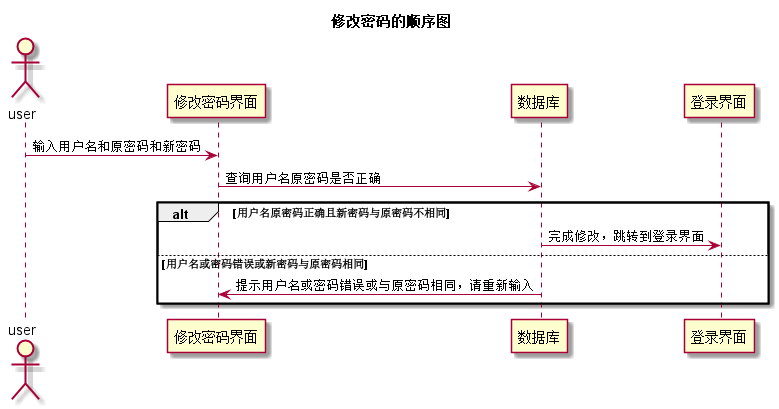 修改密码的顺序图
user
修改密码界面
数据库
登录界面
输入用户名和原密码和新密码
查询用户名原密码是否正确
alt
[用户名原密码正确且新密码与原密码不相同]
完成修改，跳转到登录界面
[用户名或密码错误或新密码与原密码相同]
提示用户名或密码错误或与原密码相同，请重新输入
user
修改密码界面
数据库
登录界面